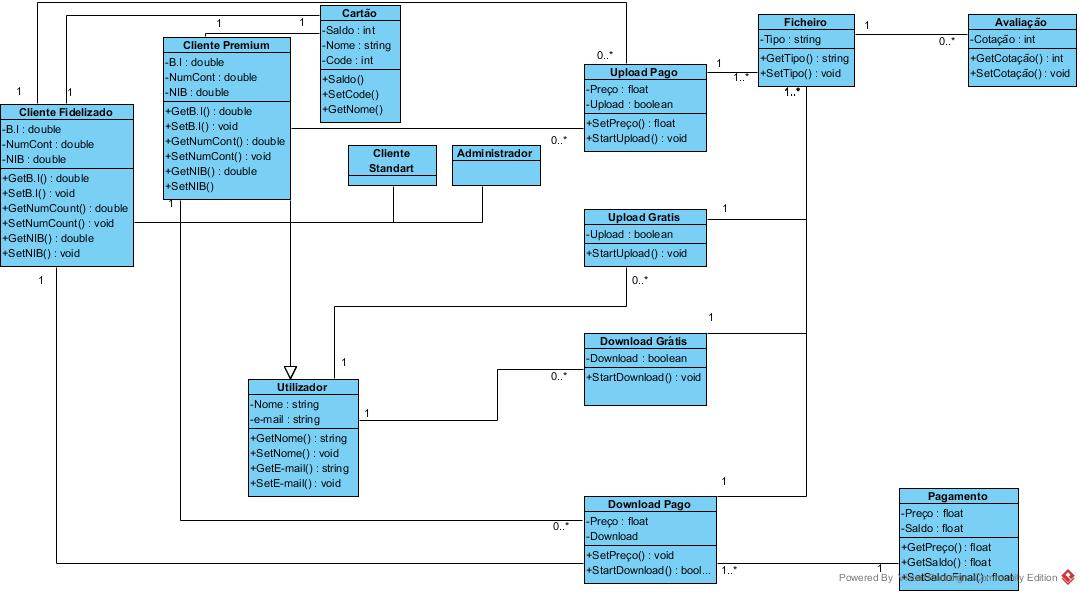 Cartão
-Saldo : int
-Nome : string
-Code : int
+Saldo()
+SetCode()
+GetNome()
Cliente Premium
-B.I : double
-NumCont : double
-NIB : double
+GetB.I() : double
+SetB.I() : void
+GetNumCont() : double
+SetNumCont() : void
+GetNIB() : double
+SetNIB()
Cliente Fidelizado
-B.I : double
-NumCont : double
-NIB : double
+GetB.I() : double
+SetB.I() : void
+GetNumCount() : double
+SetNumCount() : void
+GetNIB() : double
+SetNIB() : void
Cliente
Standart
Administrador
Upload Pago
-Preço : float
-Upload : boolean
+SetPreço() : float
+StartUpload() : void
Ficheiro
-Tipo : string
+GetTipo() : string
+SetTipo() : void
Avaliação
-Cotação : int
+GetCotação() : int
+SetCotação() : void
Upload Gratis
-Upload : boolean
+StartUpload() : void
Download Grátis
-Download : boolean
+StartDownload() : void
Utilizador
-Nome : string
-e-mail : string
+GetNome() : string
+SetNome() : void
+GetE-mail() : string
+SetE-mail() : void
Download Pago
-Preço : float
-Download
+SetPreço() : void
+StartDownload() : bool...
Pagamento
-Preço : float
-Saldo : float
+GetPreço() : float
+GetSaldo() : float
+SetSaldoFinal() : float
1
1
1
1
0..*
1
1..*
1
0..*
0..*
1..*
1
1
1
0..*
1
1
0..*
1
1
0..*
1..*
1
Powered By Edition